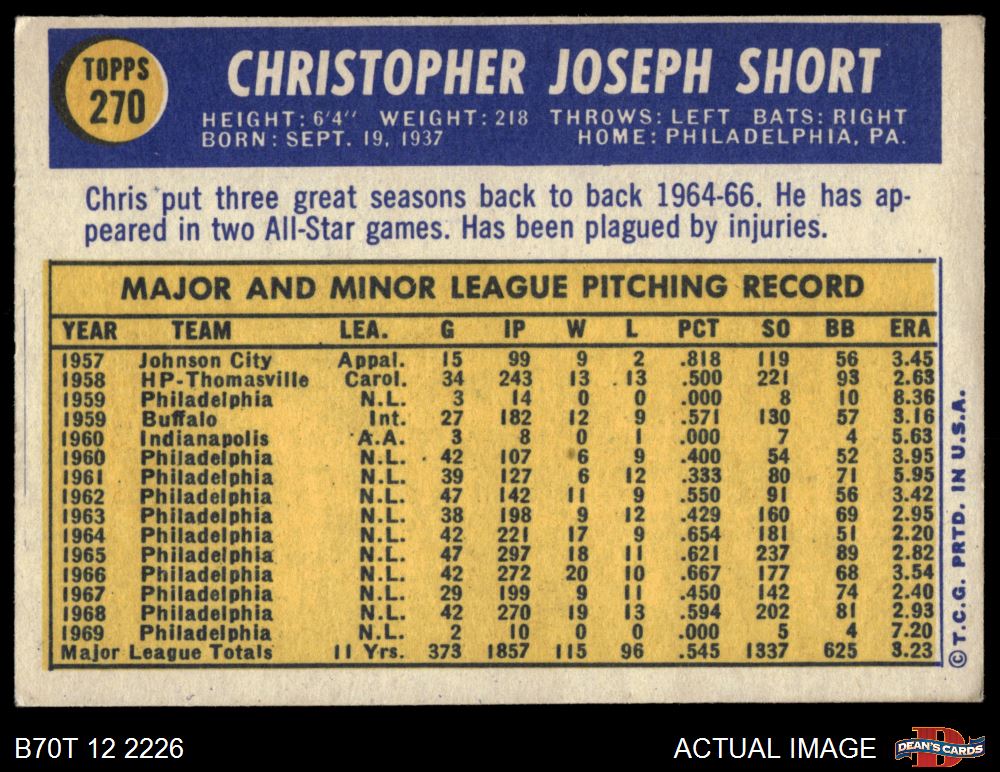 TOPPS
270
CHRISTOPHER JOSEPH SHORT
HEIGHT: 6'4" WEIGHT: 218 THROWS: LEFT BATS: RIGHT
BORN: SEPT. 19, 1937 HOME: PHILADELPHIA, PA.
Chris put three great seasons back to back 1964-66. He has ap-
peared in two All-Star games. Has been plagued by injuries.
MAJOR AND MINOR LEAGUE PITCHING RECORD
YEAR TEAM LEA. G IP W L PCT SO BB ERA
1957 Johnson City Appal. 15 99 9 2 .818 119 56 3.45
1958 HP-Thomasville Carol. 34 243 13 13 .500 221 93 2.63
1959 Philadelphia N.L. 3 14 0 0 .000 8 10 8.36
1959 Buffalo Int. 27 182 12 9 .571 130 57 3.16
1960 Indianapolis A.A. 3 8 0 1 .000 7 4 5.63
1960 Philadelphia N.L. 42 107 6 9 .400 54 52 3.95
1961 Philadelphia N.L. 39 127 6 12 .333 80 71 5.95
1962 Philadelphia N.L. 47 142 11 9 .550 91 56 3.42
1963 Philadelphia N.L. 38 198 9 12 .429 160 69 2.95
1964 Philadelphia N.L. 42 221 17 9 .654 181 51 2.20
1965 Philadelphia N.L. 47 297 18 11 .621 237 89 2.82
1966 Philadelphia N.L. 42 272 20 10 .667 177 68 3.54
1967 Philadelphia N.L. 29 199 9 11 .450 142 74 2.40
1968 Philadelphia N.L. 42 270 19 13 .594 202 81 2.93
1969 Philadelphia N.L. 2 10 0 0 .000 5 4 7.20
Major League Totals 11 Yrs. 373 1857 115 96 .545 1337 625 3.23
© T.C.G. PRTD. IN U.S.A.
B70T 12 2226
ACTUAL IMAGE
D
DEAN'S CARDS